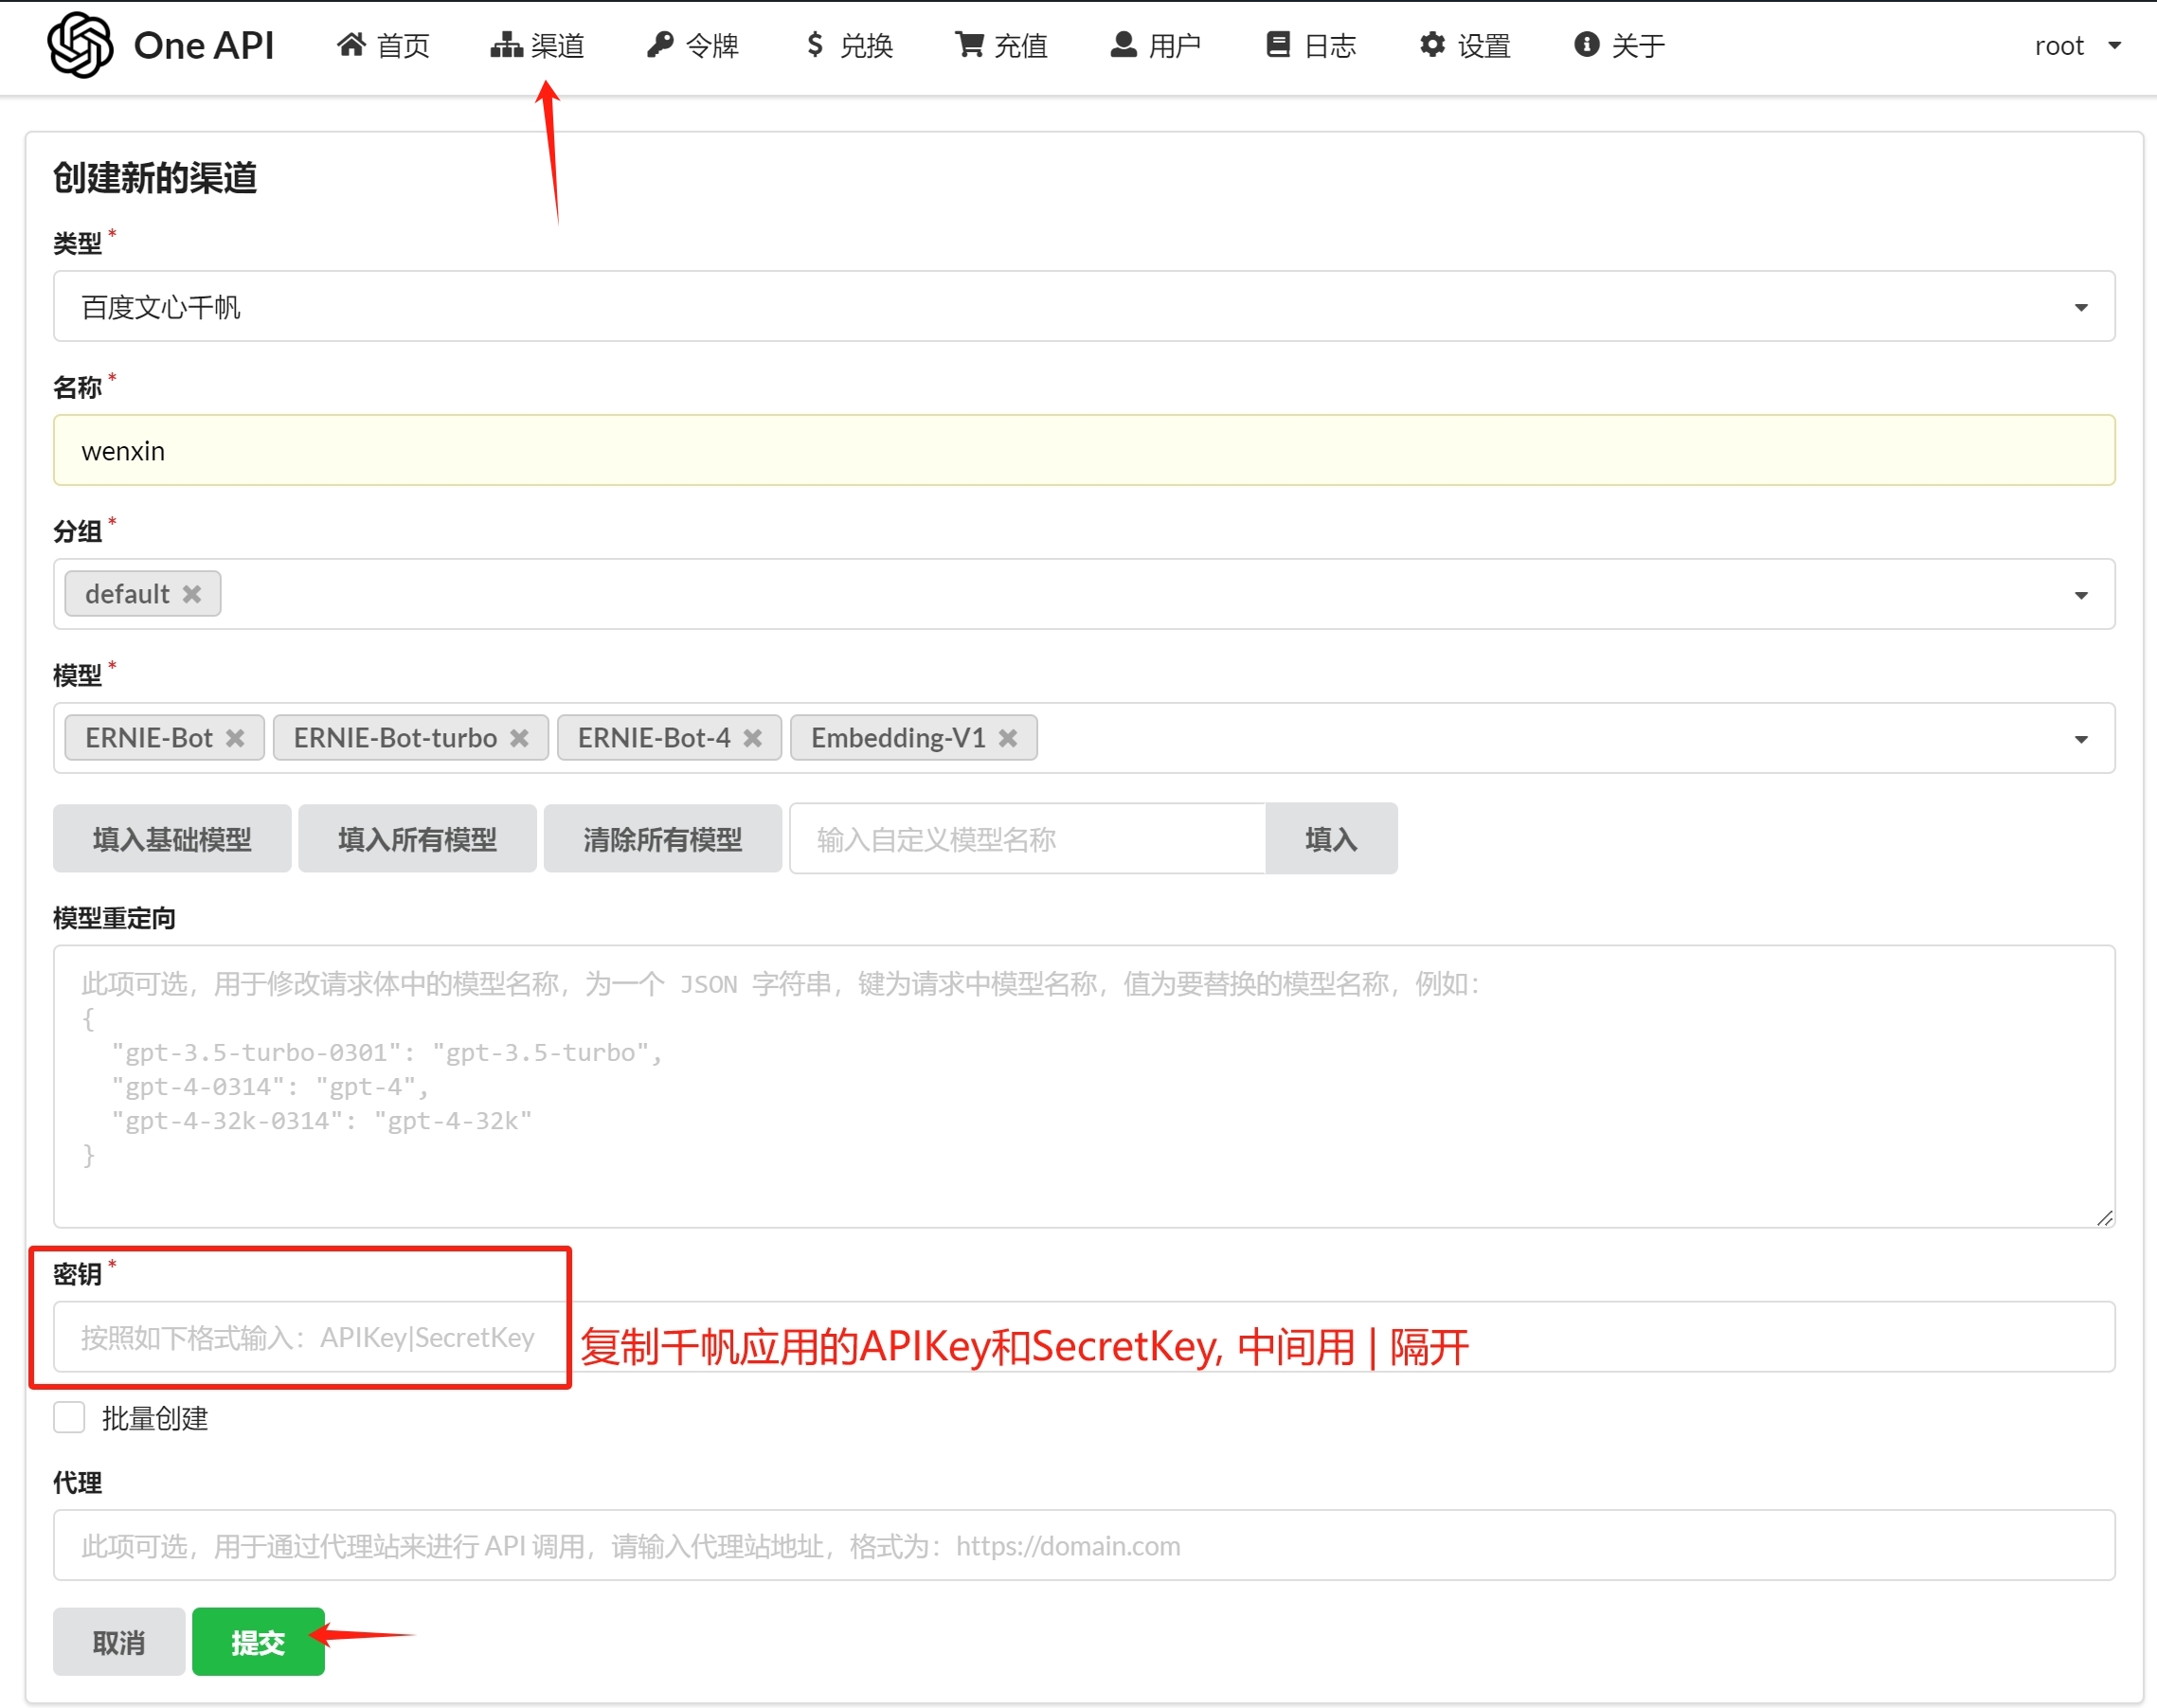 One API 首页 渠道 令牌 兑换 充值 用户 日志 设置 关于 root
创建新的渠道
类型 *
百度文心千帆
名称 *
wenxin
分组 *
default
模型 *
ERNIE-Bot ERNIE-Bot-turbo ERNIE-Bot-4 Embedding-V1
填入基础模型 填入所有模型 清除所有模型 输入自定义模型名称 填入
模型重定向
此项可选，用于修改请求体中的模型名称，为一个 JSON 字符串，键为请求中模型名称，值为要替换的模型名称，例如：
{
"gpt-3.5-turbo-0301": "gpt-3.5-turbo",
"gpt-4-0314": "gpt-4",
"gpt-4-32k-0314": "gpt-4-32k"
}
密钥 *
按照如下格式输入：APIKey|SecretKey 复制千帆应用的APIKey和SecretKey, 中间用 | 隔开
批量创建
代理
此项可选，用于通过代理站来进行 API 调用，请输入代理站地址，格式为：https://domain.com
取消 提交